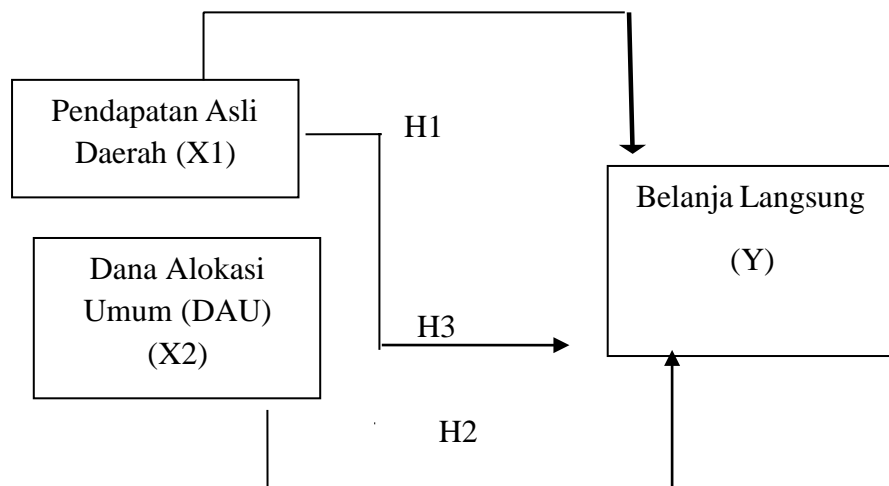 Pendapatan Asli
Daerah (X1)
H1
Belanja Langsung
(Y)
Dana Alokasi
Umum (DAU)
(X2)
H3
H2